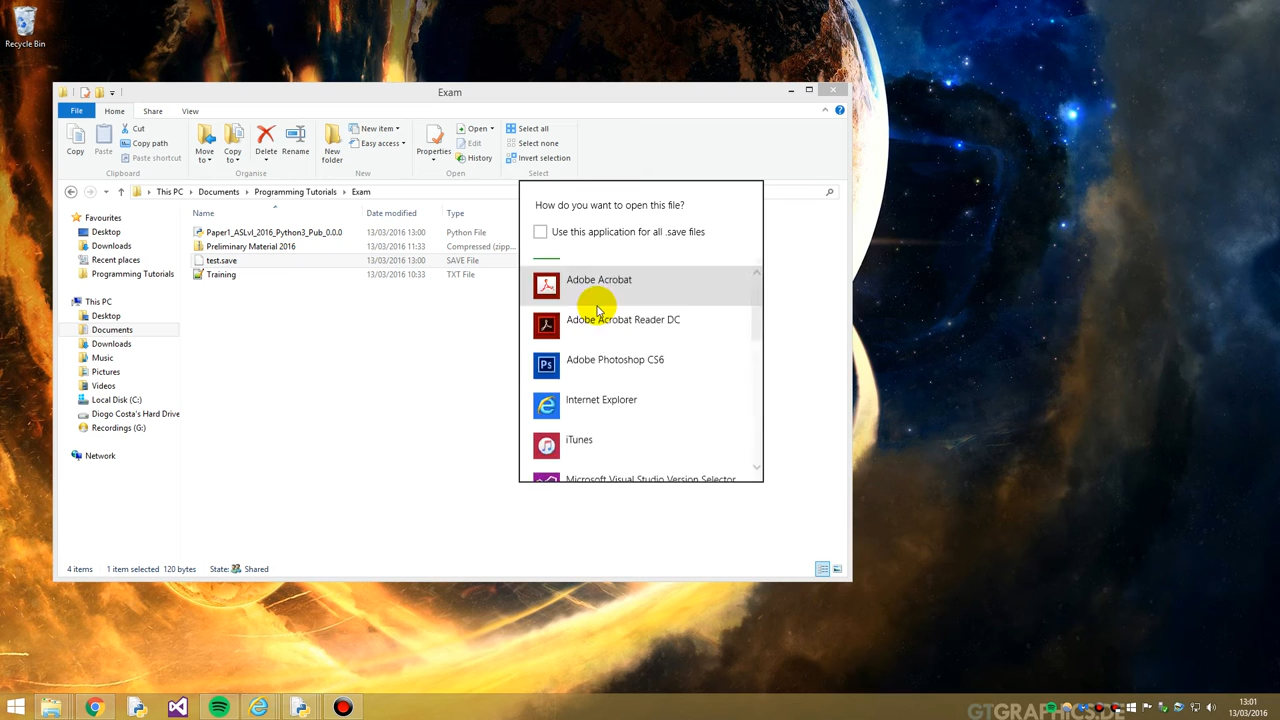 Recycle Bin
Exam
File Home Share View
Copy
Paste
Cut
Copy path
Paste shortcut
Clipboard
Move to
Copy to
Delete
Rename
Organise
New folder
New item
Easy access
New
Properties
Open
Edit
History
Open
Select all
Select none
Invert selection
Select
This PC Documents Programming Tutorials Exam
Favourites
Desktop
Downloads
Recent places
Programming Tutorials
This PC
Desktop
Documents
Downloads
Music
Pictures
Videos
Local Disk (C:)
Diogo Costa's Hard Drive
Recordings (G:)
Network
Name Date modified Type
Paper1_ASLvl_2016_Python3_Pub_0.0.0 13/03/2016 13:00 Python File
Preliminary Material 2016 13/03/2016 11:33 Compressed (zipp...
test.save 13/03/2016 13:00 SAVE File
Training 13/03/2016 10:33 TXT File
How do you want to open this file?
Use this application for all .save files
Adobe Acrobat
Adobe Acrobat Reader DC
Ps Adobe Photoshop CS6
Internet Explorer
iTunes
Microsoft Visual Studio Version Selector
4 items 1 item selected 120 bytes State: Shared
GTGRAPHICS.DE
13:01
13/03/2016